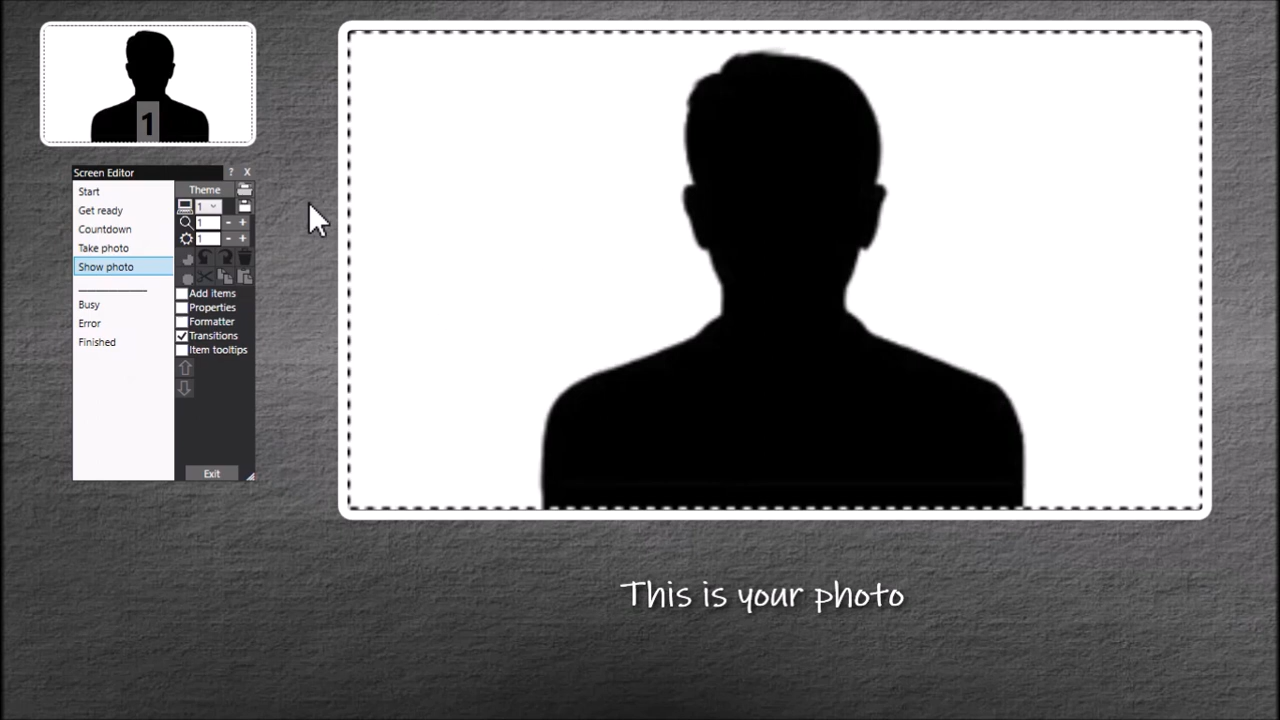 1
Screen Editor ? X
Start
Get ready
Countdown
Take photo
Show photo
Busy
Error
Finished
Theme
1
1 - +
1 - +
Add items
Properties
Formatter
Transitions
Item tooltips
Exit
This is your photo